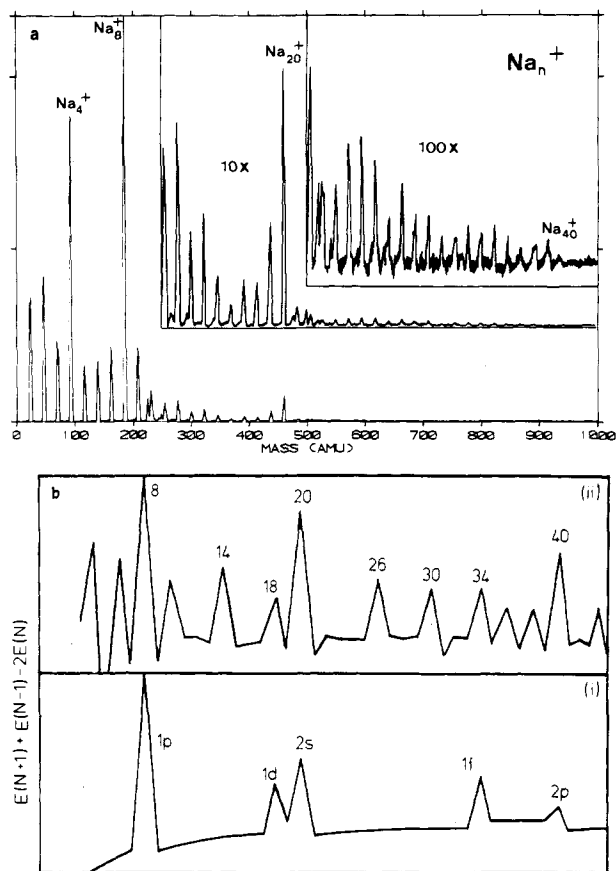 a
Na8+
Na20+
Nan+
Na4+
10x
100x
Na40+
0 100 200 300 400 500 600 700 800 900 1000
MASS (AMU)
b
8
20
(ii)
14
18
26
30
34
40
E(N+1) + E(N-1) - 2E(N)
(i)
1p
1d
2s
1f
2p